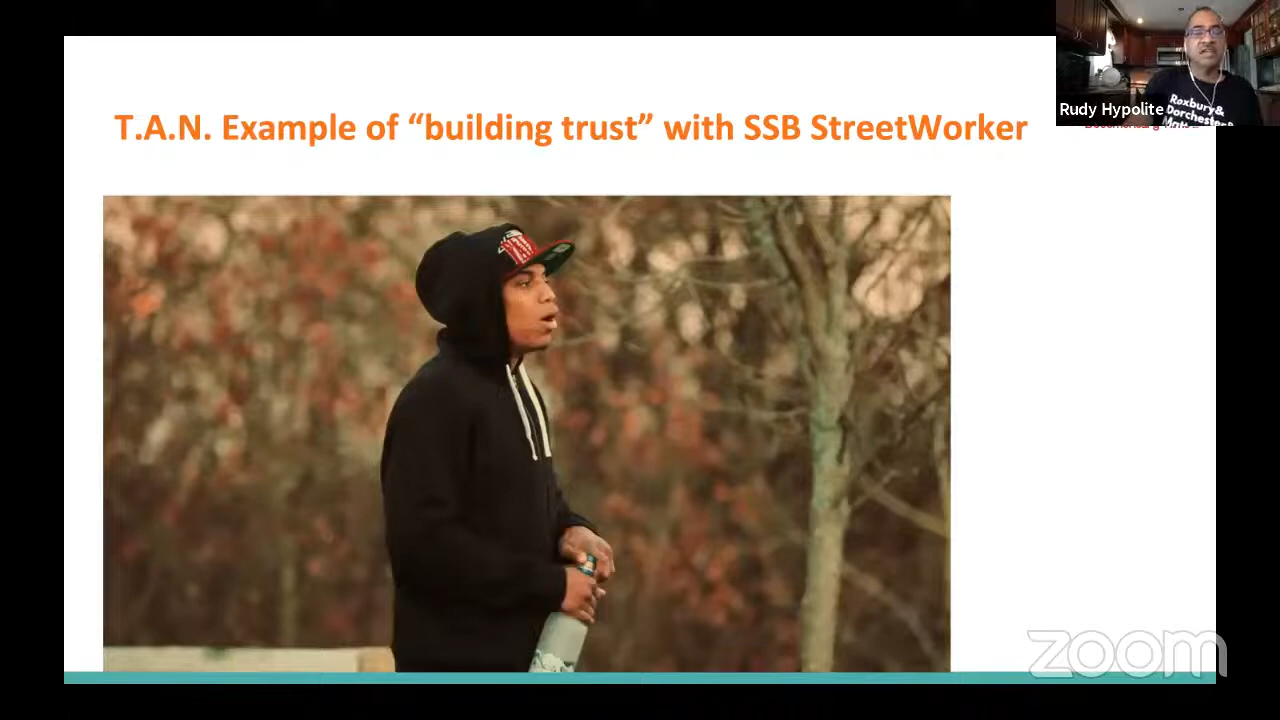 T.A.N. Example of “building trust” with SSB StreetWorker
Rudy Hypolite
Roxbury&
Dorchester&
zoom